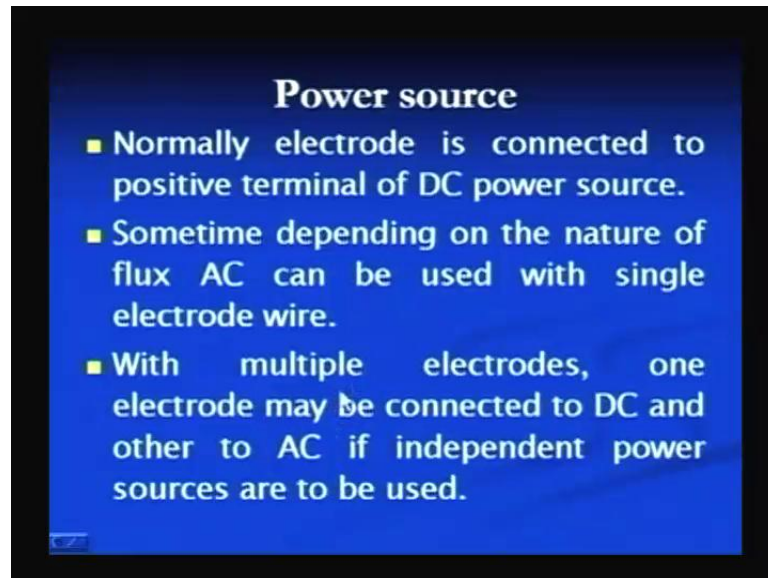 Power source
Normally electrode is connected to
positive terminal of DC power source.
Sometime depending on the nature of
flux AC can be used with single
electrode wire.
With multiple electrodes, one
electrode may be connected to DC and
other to AC if independent power
sources are to be used.